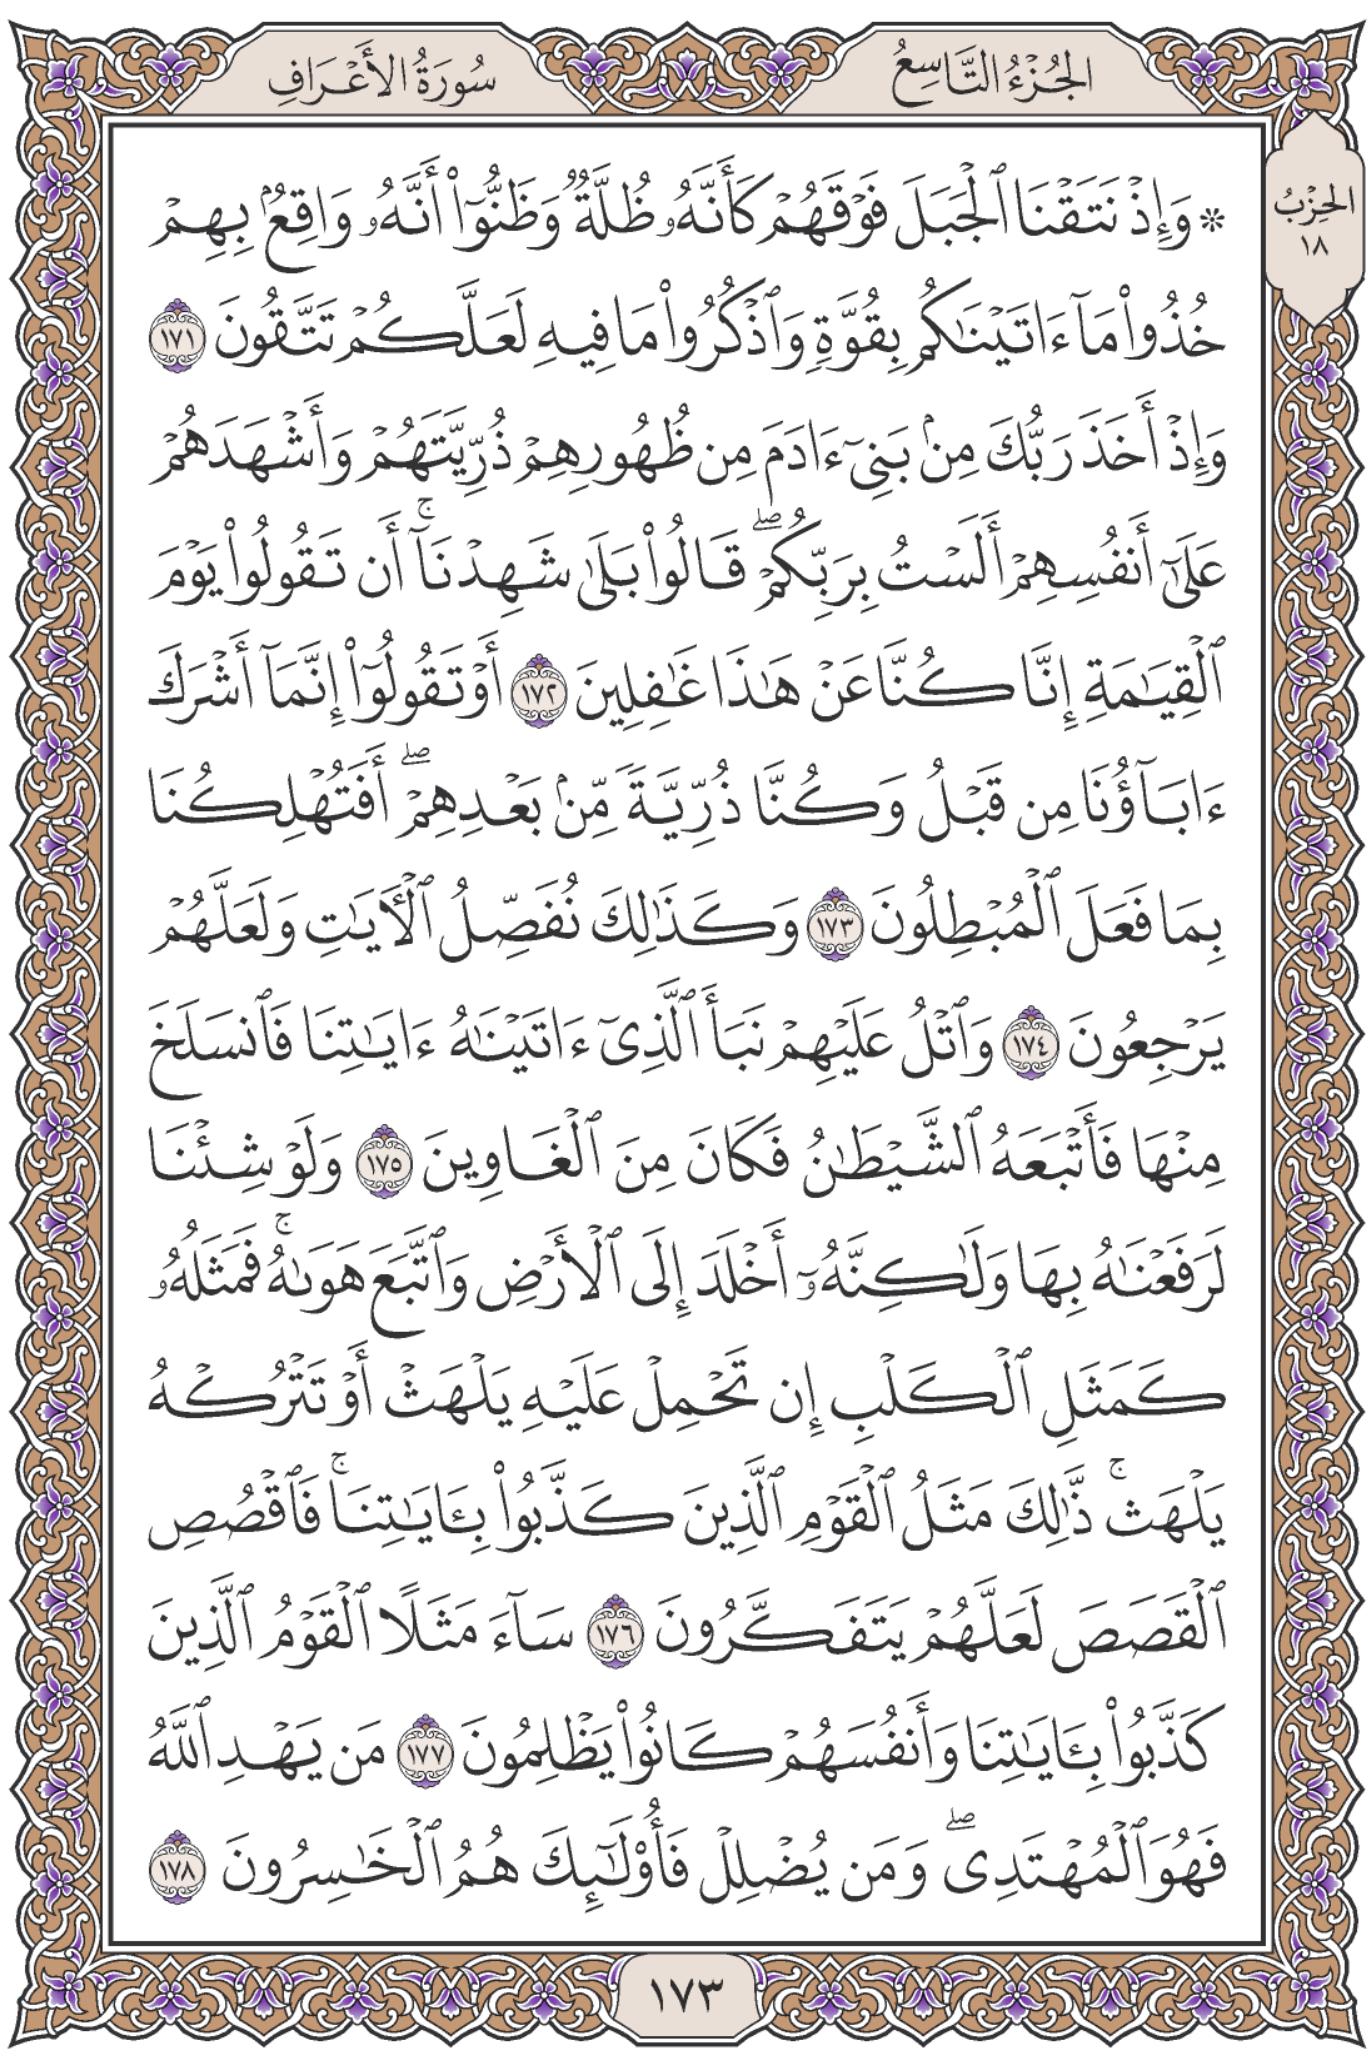 الجُزْءُ التَّاسِعُ
سُورَةُ الأَعْرَافِ
الحِزْبُ
١٨
* وَإِذْ نَتَقْنَا ٱلْجَبَلَ فَوْقَهُمْ كَأَنَّهُۥ ظُلَّةٌ وَظَنُّوٓا۟ أَنَّهُۥ وَاقِعٌۢ بِهِمْ
خُذُوا۟ مَآ ءَاتَيْنَـٰكُم بِقُوَّةٍ وَٱذْكُرُوا۟ مَا فِيهِ لَعَلَّكُمْ تَتَّقُونَ ١٧١
وَإِذْ أَخَذَ رَبُّكَ مِنۢ بَنِىٓ ءَادَمَ مِن ظُهُورِهِمْ ذُرِّيَّتَهُمْ وَأَشْهَدَهُمْ
عَلَىٰٓ أَنفُسِهِمْ أَلَسْتُ بِرَبِّكُمْ ۖ قَالُوا۟ بَلَىٰ شَهِدْنَآ ۚ أَن تَقُولُوا۟ يَوْمَ
ٱلْقِيَـٰمَةِ إِنَّا كُنَّا عَنْ هَـٰذَا غَـٰفِلِينَ ١٧٢ أَوْ تَقُولُوٓا۟ إِنَّمَآ أَشْرَكَ
ءَابَآؤُنَا مِن قَبْلُ وَكُنَّا ذُرِّيَّةً مِّنۢ بَعْدِهِمْ ۖ أَفَتُهْلِكُنَا
بِمَا فَعَلَ ٱلْمُبْطِلُونَ ١٧٣ وَكَذَٰلِكَ نُفَصِّلُ ٱلْـَٔايَـٰتِ وَلَعَلَّهُمْ
يَرْجِعُونَ ١٧٤ وَٱتْلُ عَلَيْهِمْ نَبَأَ ٱلَّذِىٓ ءَاتَيْنَـٰهُ ءَايَـٰتِنَا فَٱنسَلَخَ
مِنْهَا فَأَتْبَعَهُ ٱلشَّيْطَـٰنُ فَكَانَ مِنَ ٱلْغَاوِينَ ١٧٥ وَلَوْ شِئْنَا
لَرَفَعْنَـٰهُ بِهَا وَلَـٰكِنَّهُۥٓ أَخْلَدَ إِلَى ٱلْأَرْضِ وَٱتَّبَعَ هَوَىٰهُ ۚ فَمَثَلُهُۥ
كَمَثَلِ ٱلْكَلْبِ إِن تَحْمِلْ عَلَيْهِ يَلْهَثْ أَوْ تَتْرُكْهُ
يَلْهَث ۚ ذَّٰلِكَ مَثَلُ ٱلْقَوْمِ ٱلَّذِينَ كَذَّبُوا۟ بِـَٔايَـٰتِنَا ۚ فَٱقْصُصِ
ٱلْقَصَصَ لَعَلَّهُمْ يَتَفَكَّرُونَ ١٧٦ سَآءَ مَثَلًا ٱلْقَوْمُ ٱلَّذِينَ
كَذَّبُوا۟ بِـَٔايَـٰتِنَا وَأَنفُسَهُمْ كَانُوا۟ يَظْلِمُونَ ١٧٧ مَن يَهْدِ ٱللَّهُ
فَهُوَ ٱلْمُهْتَدِى ۖ وَمَن يُضْلِلْ فَأُو۟لَـٰٓئِكَ هُمُ ٱلْخَـٰسِرُونَ ١٧٨
١٧٣